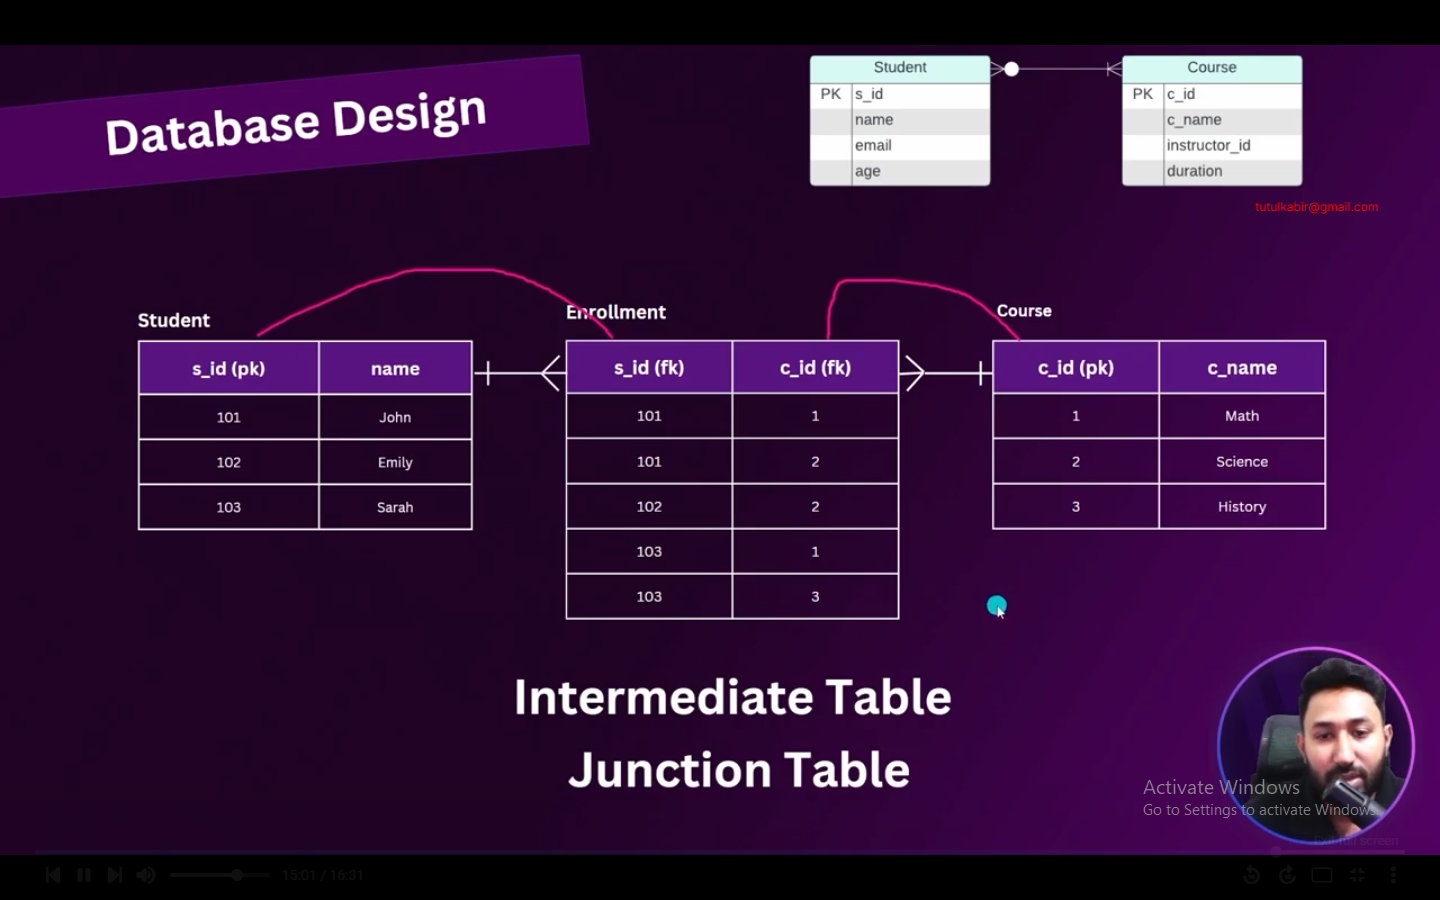 Database Design
Student
PK s_id
name
email
age
Course
PK c_id
c_name
instructor_id
duration
tutulkabir@gmail.com
Student
s_id (pk) name
101 John
102 Emily
103 Sarah
Enrollment
s_id (fk) c_id (fk)
101 1
101 2
102 2
103 1
103 3
Course
c_id (pk) c_name
1 Math
2 Science
3 History
Intermediate Table
Junction Table
Activate Windows
Go to Settings to activate Windows.
Exit full screen
15:01 / 16:31